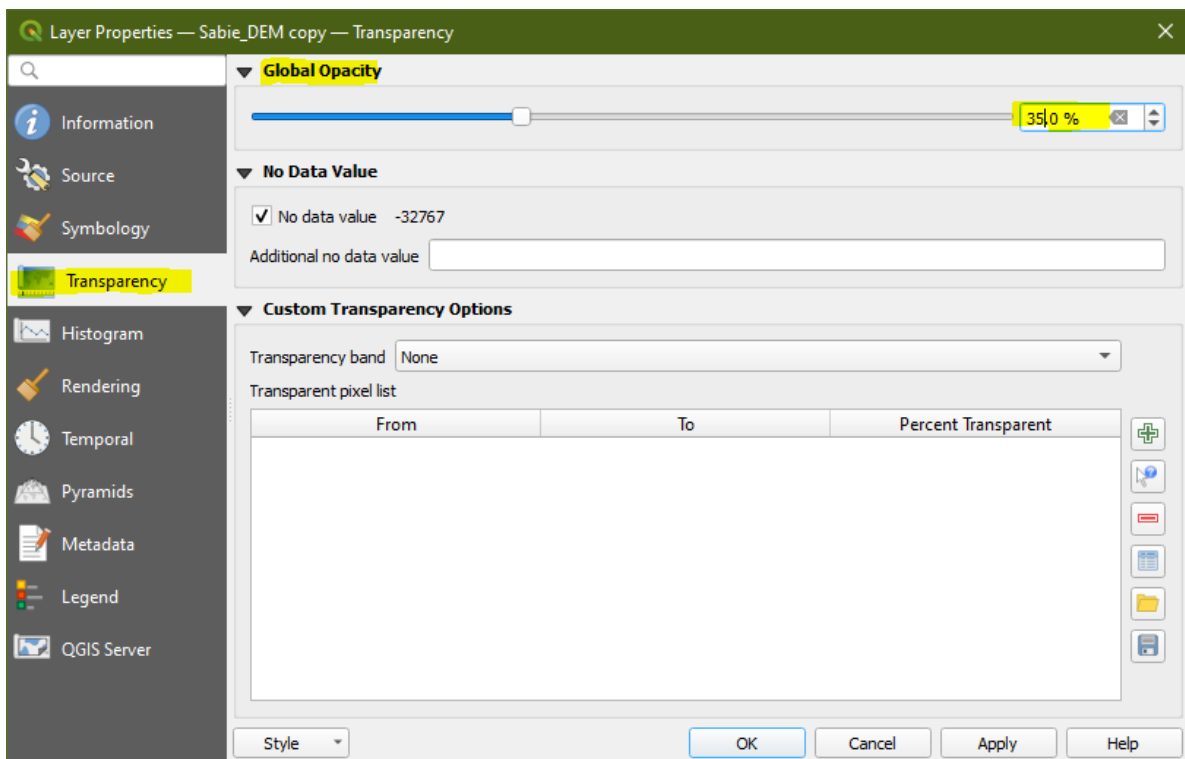 Layer Properties — Sabie_DEM copy — Transparency
Information
Source
Symbology
Transparency
Histogram
Rendering
Temporal
Pyramids
Metadata
Legend
QGIS Server
Global Opacity
35,0 %
No Data Value
No data value -32767
Additional no data value
Custom Transparency Options
Transparency band None
Transparent pixel list
From To Percent Transparent
Style OK Cancel Apply Help